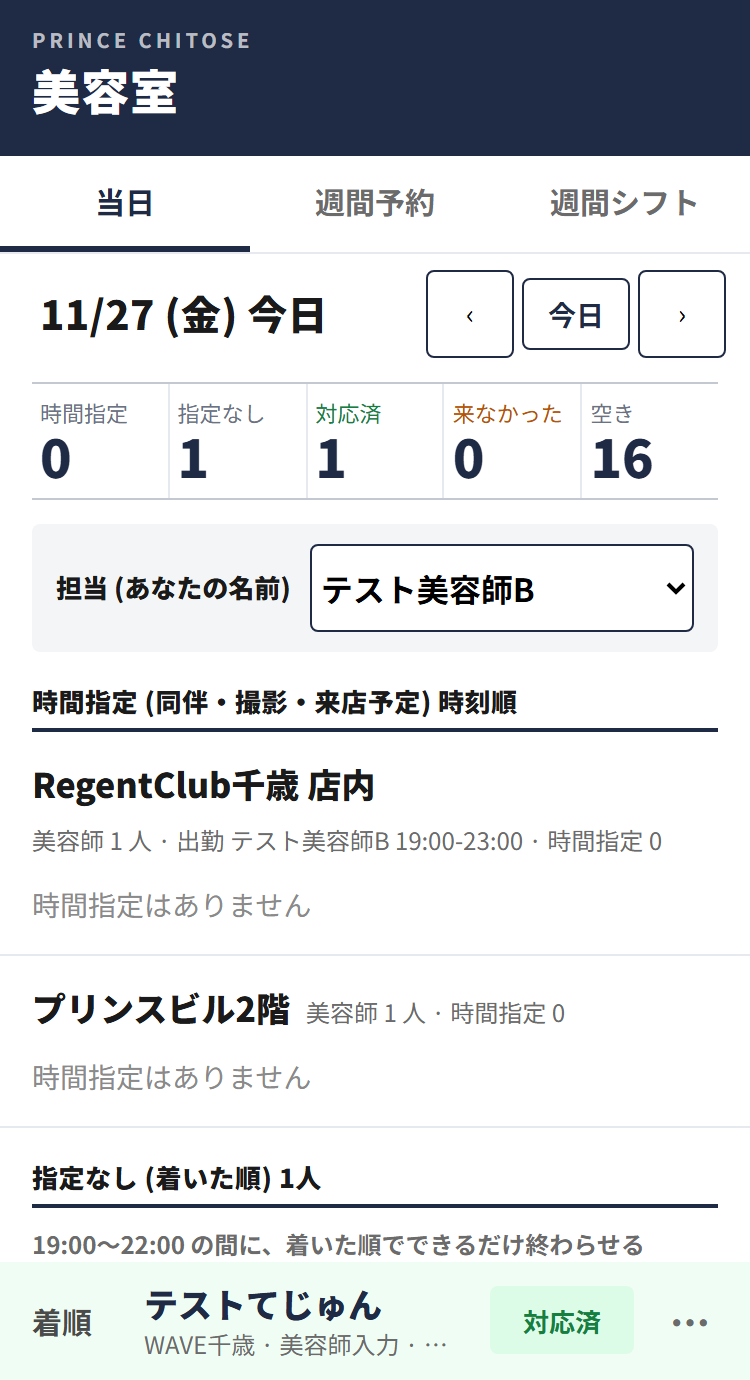 PRINCE CHITOSE
美容室
当日 週間予約 週間シフト
11/27 (金) 今日 ‹ 今日 ›
時間指定 指定なし 対応済 来なかった 空き
0 1 1 0 16
担当 (あなたの名前) テスト美容師B
時間指定 (同伴・撮影・来店予定) 時刻順
RegentClub千歳 店内
美容師 1 人 · 出勤 テスト美容師B 19:00-23:00 · 時間指定 0
時間指定はありません
プリンスビル2階 美容師 1 人 · 時間指定 0
時間指定はありません
指定なし (着いた順) 1人
19:00〜22:00 の間に、着いた順でできるだけ終わらせる
着順 テストてじゅん 対応済 •••
WAVE千歳 · 美容師入力 · …